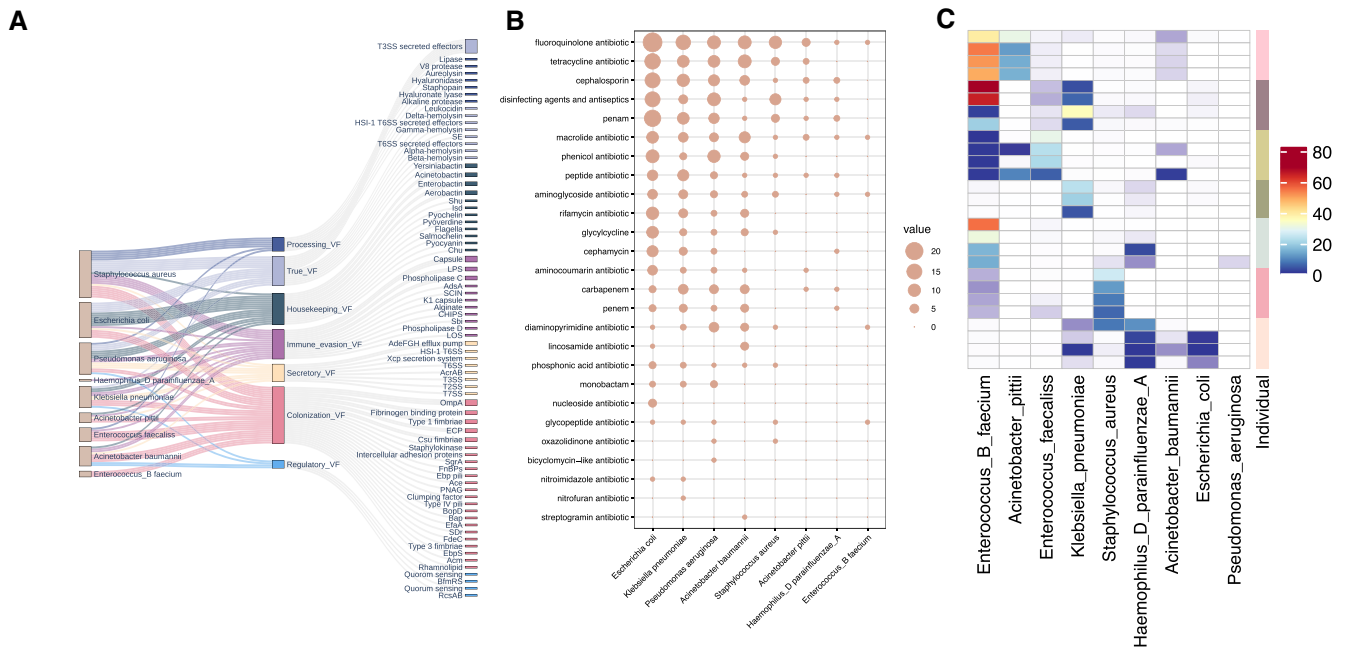 A
Staphylococcus aureus
Escherichia coli
Pseudomonas aeruginosa
Haemophilus_D parainfluenzae_A
Klebsiella pneumoniae
Acinetobacter pittii
Enterococcus faecaliss
Acinetobacter baumannii
Enterococcus_B faecium
Processing_VF
True_VF
Housekeeping_VF
Immune_evasion_VF
Secretory_VF
Colonization_VF
Regulatory_VF
T3SS secreted effectors
Lipase
V8 protease
Aureolysin
Hyaluronidase
Staphopain
Hyaluronate lyase
Alkaline protease
Leukocidin
Delta-hemolysin
HSI-1 T6SS secreted effectors
Gamma-hemolysin
SE
T6SS secreted effectors
Alpha-hemolysin
Beta-hemolysin
Yersiniabactin
Acinetobactin
Enterobactin
Aerobactin
Shu
Isd
Pyochelin
Pyoverdine
Flagella
Salmochelin
Pyocyanin
Chu
Capsule
LPS
Phospholipase C
AdsA
SCIN
K1 capsule
Alginate
CHIPS
Sbi
Phospholipase D
LOS
AdeFGH efflux pump
HSI-1 T6SS
Xcp secretion system
T6SS
AcrAB
T3SS
T2SS
T7SS
OmpA
Fibrinogen binding protein
Type 1 fimbriae
ECP
Csu fimbriae
Staphylokinase
Intercellular adhesion proteins
SgrA
FnBPs
Ebp pili
Ace
PNAG
Clumping factor
Type IV pili
BopD
Bap
EfaA
SDr
FdeC
Type 3 fimbriae
EbpS
Acm
Rhamnolipid
Quorom sensing
BfmRS
Quorum sensing
RcsAB
B
fluoroquinolone antibiotic
tetracycline antibiotic
cephalosporin
disinfecting agents and antiseptics
penam
macrolide antibiotic
phenicol antibiotic
peptide antibiotic
aminoglycoside antibiotic
rifamycin antibiotic
glycylcycline
cephamycin
aminocoumarin antibiotic
carbapenem
penem
diaminopyrimidine antibiotic
lincosamide antibiotic
phosphonic acid antibiotic
monobactam
nucleoside antibiotic
glycopeptide antibiotic
oxazolidinone antibiotic
bicyclomycin–like antibiotic
nitroimidazole antibiotic
nitrofuran antibiotic
streptogramin antibiotic
Escherichia coli
Klebsiella pneumoniae
Pseudomonas aeruginosa
Acinetobacter baumannii
Staphylococcus aureus
Acinetobacter pittii
Haemophilus_D parainfluenzae_A
Enterococcus_B faecium
value
20
15
10
5
0
C
Enterococcus_B_faecium
Acinetobacter_pittii
Enterococcus_faecaliss
Klebsiella_pneumoniae
Staphylococcus_aureus
Haemophilus_D_parainfluenzae_A
Acinetobacter_baumannii
Escherichia_coli
Pseudomonas_aeruginosa
Individual
80
60
40
20
0